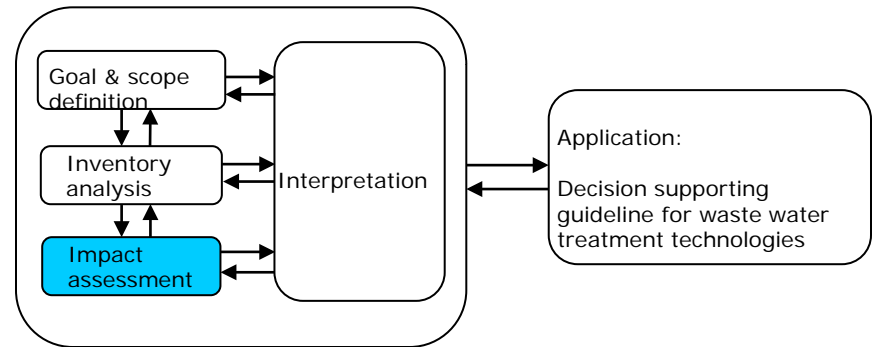 Goal & scope
definition
Inventory
analysis
Impact
assessment
Interpretation
Application:
Decision supporting
guideline for waste water
treatment technologies